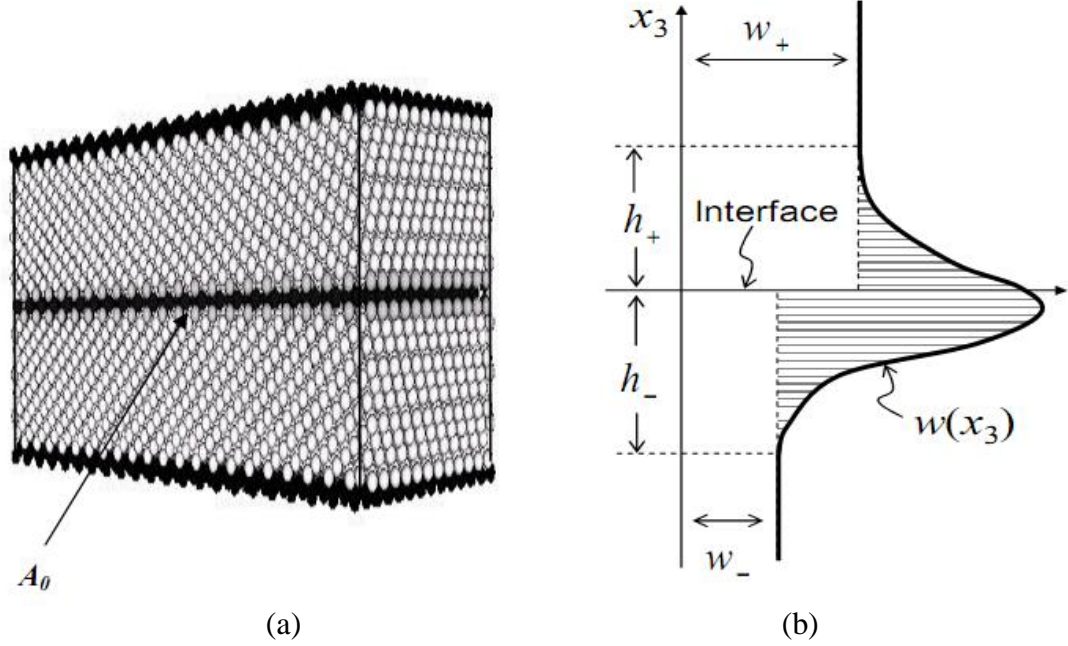 x₃
w₊
h₊
Interface
h₋
w(x₃)
w₋
A₀
(a)
(b)